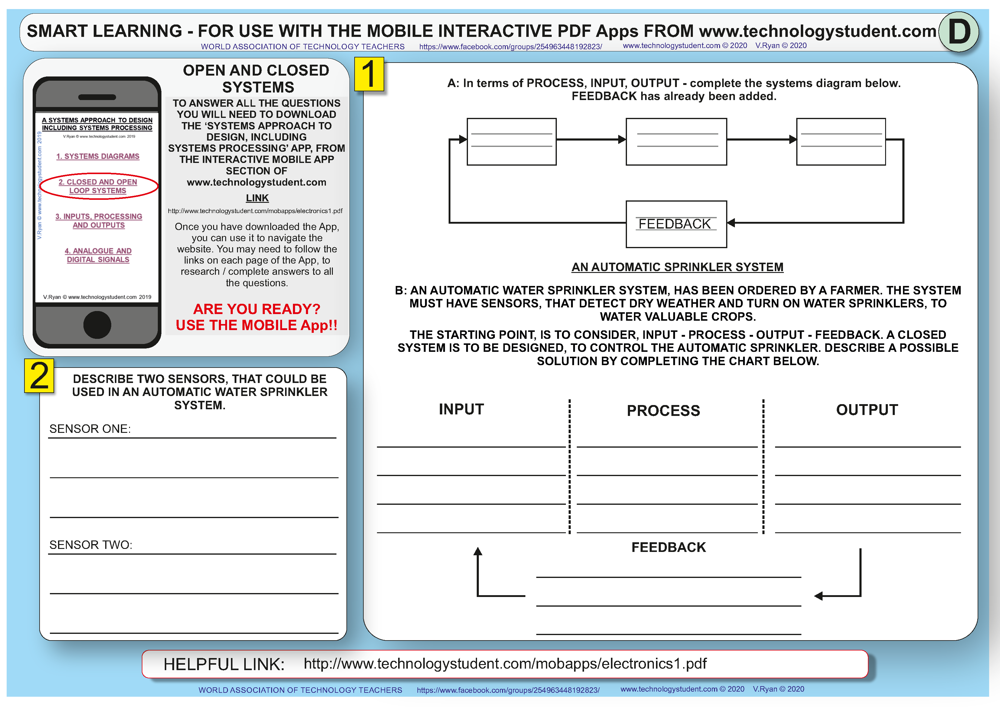 SMART LEARNING - FOR USE WITH THE MOBILE INTERACTIVE PDF Apps FROM www.technologystudent.com
D
WORLD ASSOCIATION OF TECHNOLOGY TEACHERS https://www.facebook.com/groups/254963448192823/ www.technologystudent.com © 2020 V.Ryan © 2020
OPEN AND CLOSED
SYSTEMS
TO ANSWER ALL THE QUESTIONS
YOU WILL NEED TO DOWNLOAD
THE ‘SYSTEMS APPROACH TO
DESIGN, INCLUDING
SYSTEMS PROCESSING’ APP, FROM
THE INTERACTIVE MOBILE APP
SECTION OF
www.technologystudent.com
LINK
http://www.technologystudent.com/mobapps/electronics1.pdf
Once you have downloaded the App,
you can use it to navigate the
website. You may need to follow the
links on each page of the App, to
research / complete answers to all
the questions.
ARE YOU READY?
USE THE MOBILE App!!
A SYSTEMS APPROACH TO DESIGN
INCLUDING SYSTEMS PROCESSING
V.Ryan © www.technologystudent.com 2019
V.Ryan © www.technologystudent.com 2019
1. SYSTEMS DIAGRAMS
2. CLOSED AND OPEN
LOOP SYSTEMS
3. INPUTS, PROCESSING
AND OUTPUTS
4. ANALOGUE AND
DIGITAL SIGNALS
V.Ryan © www.technologystudent.com 2019
1
A: In terms of PROCESS, INPUT, OUTPUT - complete the systems diagram below.
FEEDBACK has already been added.
FEEDBACK
AN AUTOMATIC SPRINKLER SYSTEM
B: AN AUTOMATIC WATER SPRINKLER SYSTEM, HAS BEEN ORDERED BY A FARMER. THE SYSTEM
MUST HAVE SENSORS, THAT DETECT DRY WEATHER AND TURN ON WATER SPRINKLERS, TO
WATER VALUABLE CROPS.
THE STARTING POINT, IS TO CONSIDER, INPUT - PROCESS - OUTPUT - FEEDBACK. A CLOSED
SYSTEM IS TO BE DESIGNED, TO CONTROL THE AUTOMATIC SPRINKLER. DESCRIBE A POSSIBLE
SOLUTION BY COMPLETING THE CHART BELOW.
INPUT PROCESS OUTPUT
FEEDBACK
2
DESCRIBE TWO SENSORS, THAT COULD BE
USED IN AN AUTOMATIC WATER SPRINKLER
SYSTEM.
SENSOR ONE:
SENSOR TWO:
HELPFUL LINK: http://www.technologystudent.com/mobapps/electronics1.pdf
WORLD ASSOCIATION OF TECHNOLOGY TEACHERS https://www.facebook.com/groups/254963448192823/ www.technologystudent.com © 2020 V.Ryan © 2020